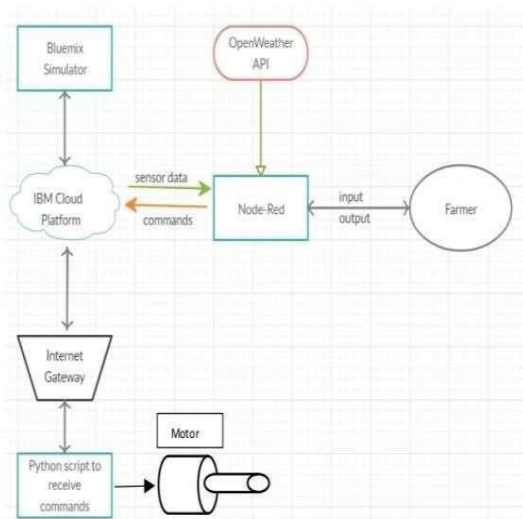 Bluemix
Simulator
OpenWeather
API
IBM Cloud
Platform
sensor data
commands
Node-Red
input
output
Farmer
Internet
Gateway
Python script to
receive
commands
Motor